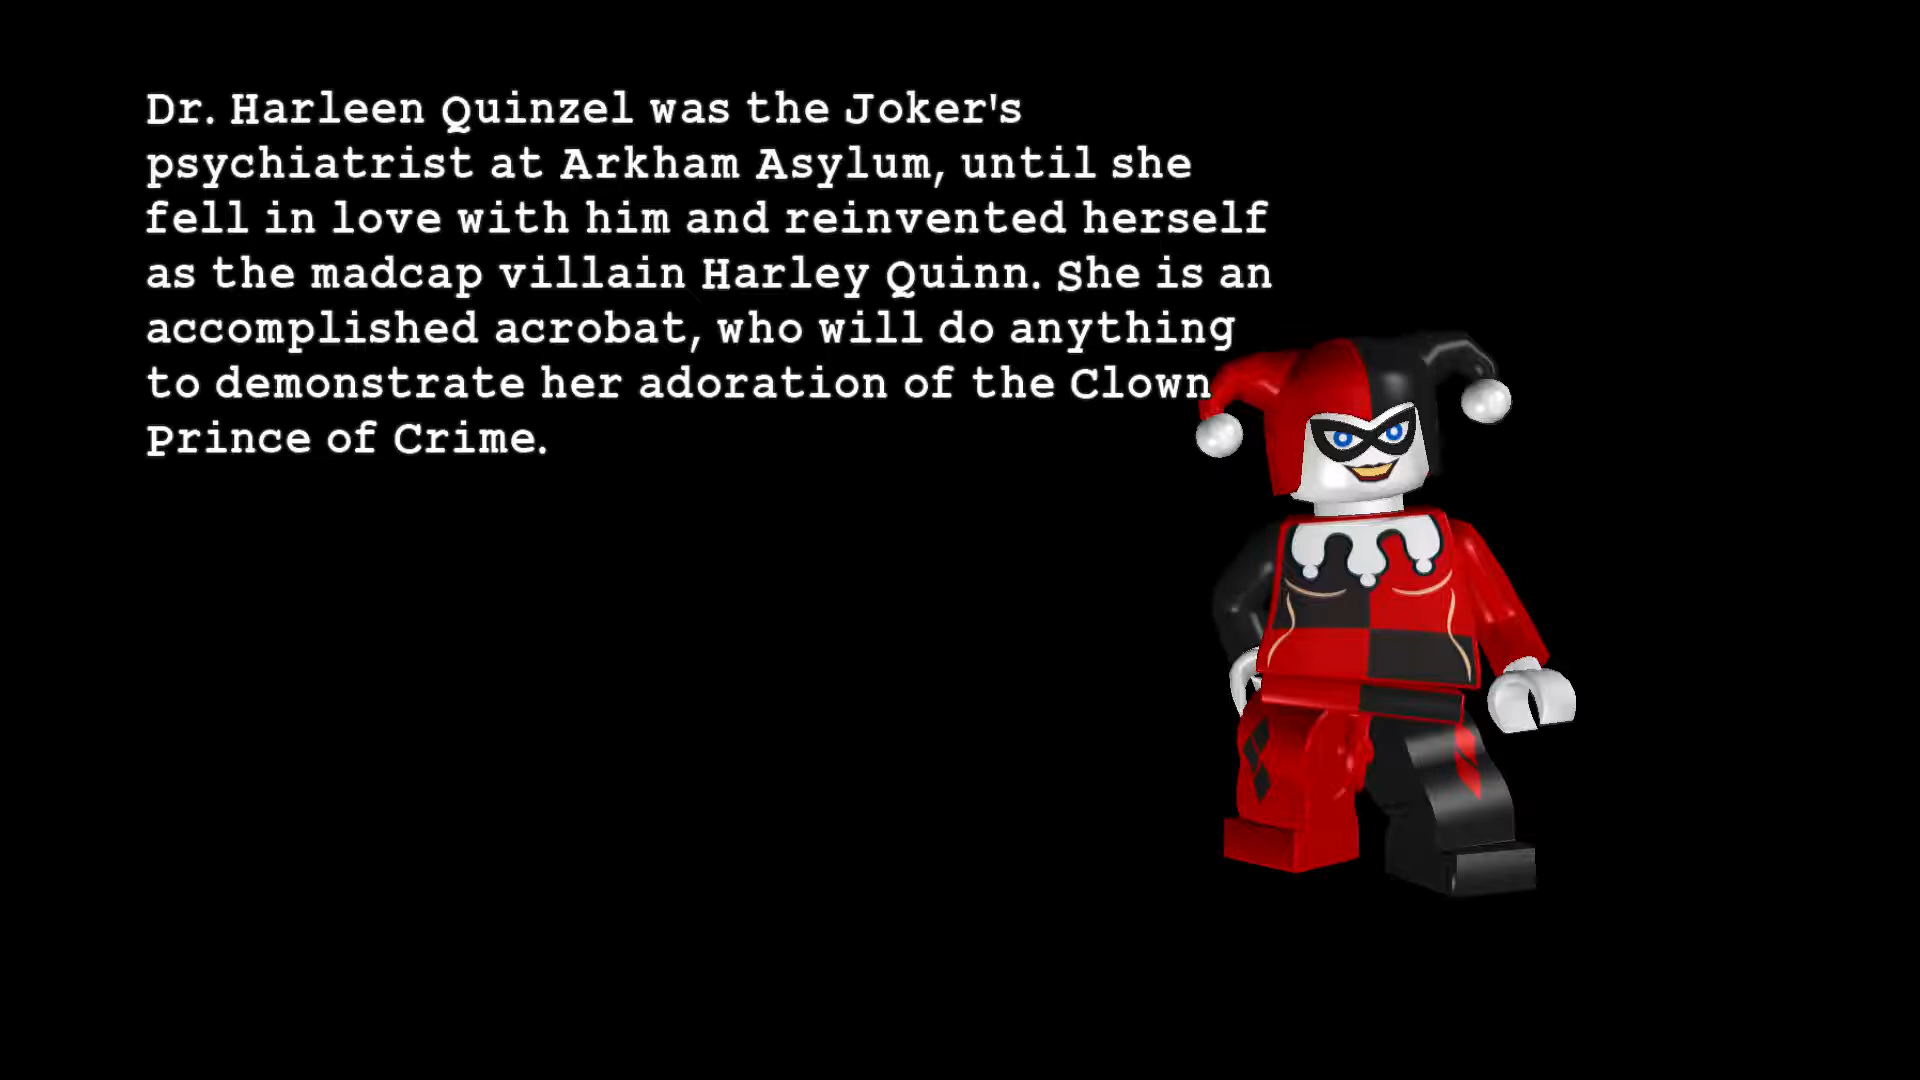 Dr. Harleen Quinzel was the Joker's
psychiatrist at Arkham Asylum, until she
fell in love with him and reinvented herself
as the madcap villain Harley Quinn. She is an
accomplished acrobat, who will do anything
to demonstrate her adoration of the Clown
Prince of Crime.